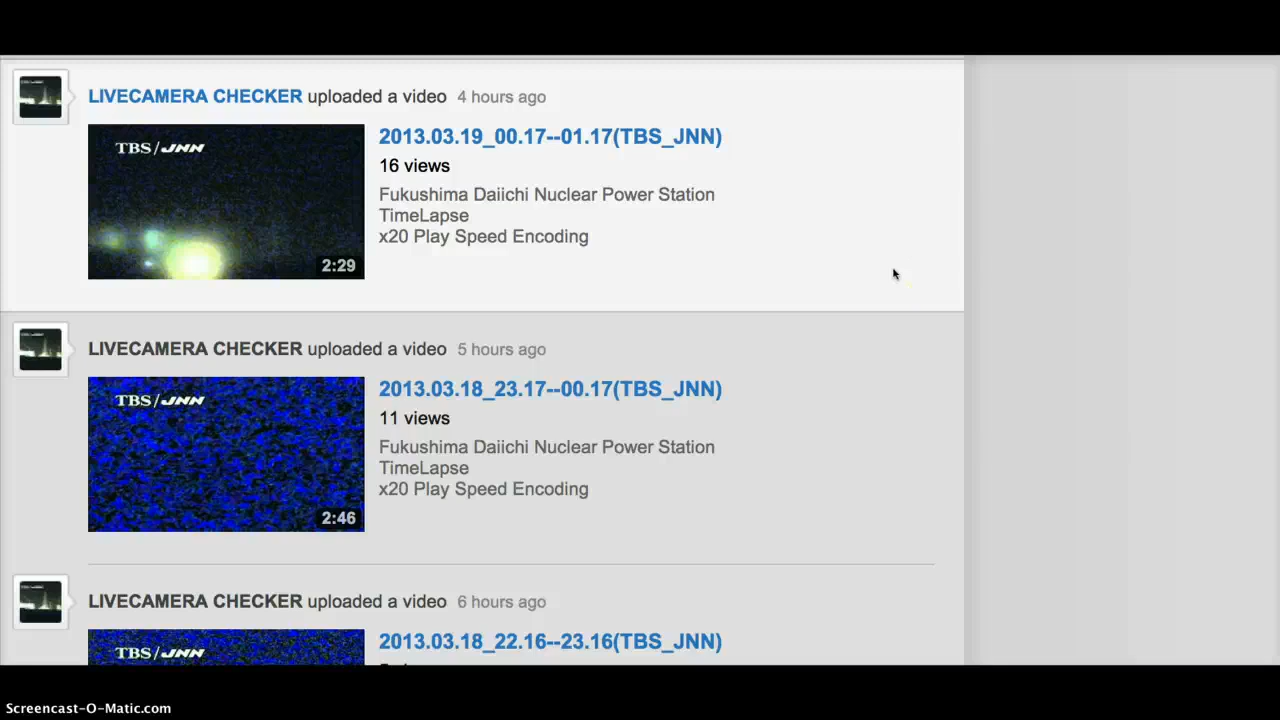 LIVECAMERA CHECKER uploaded a video 4 hours ago
TBS/JNN
2:29
2013.03.19_00.17--01.17(TBS_JNN)
16 views
Fukushima Daiichi Nuclear Power Station
TimeLapse
x20 Play Speed Encoding
LIVECAMERA CHECKER uploaded a video 5 hours ago
TBS/JNN
2:46
2013.03.18_23.17--00.17(TBS_JNN)
11 views
Fukushima Daiichi Nuclear Power Station
TimeLapse
x20 Play Speed Encoding
LIVECAMERA CHECKER uploaded a video 6 hours ago
TBS/JNN
2013.03.18_22.16--23.16(TBS_JNN)
Screencast-O-Matic.com